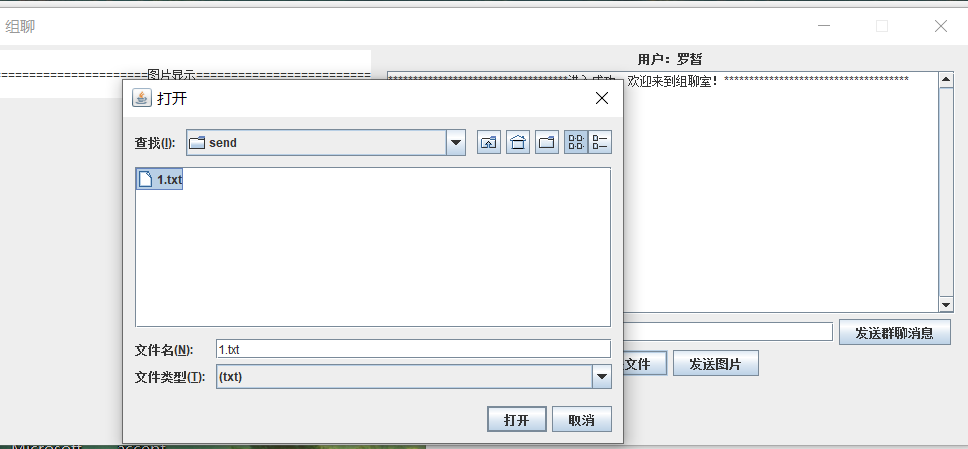 组聊
======================图片显示==========================
用户：罗皙
************************************进入成功，欢迎来到组聊室！*************************************
打开
查找(I):
send
1.txt
文件名(N):
1.txt
文件类型(T):
(txt)
打开
取消
发送群聊消息
文件
发送图片
Microsoft
accept